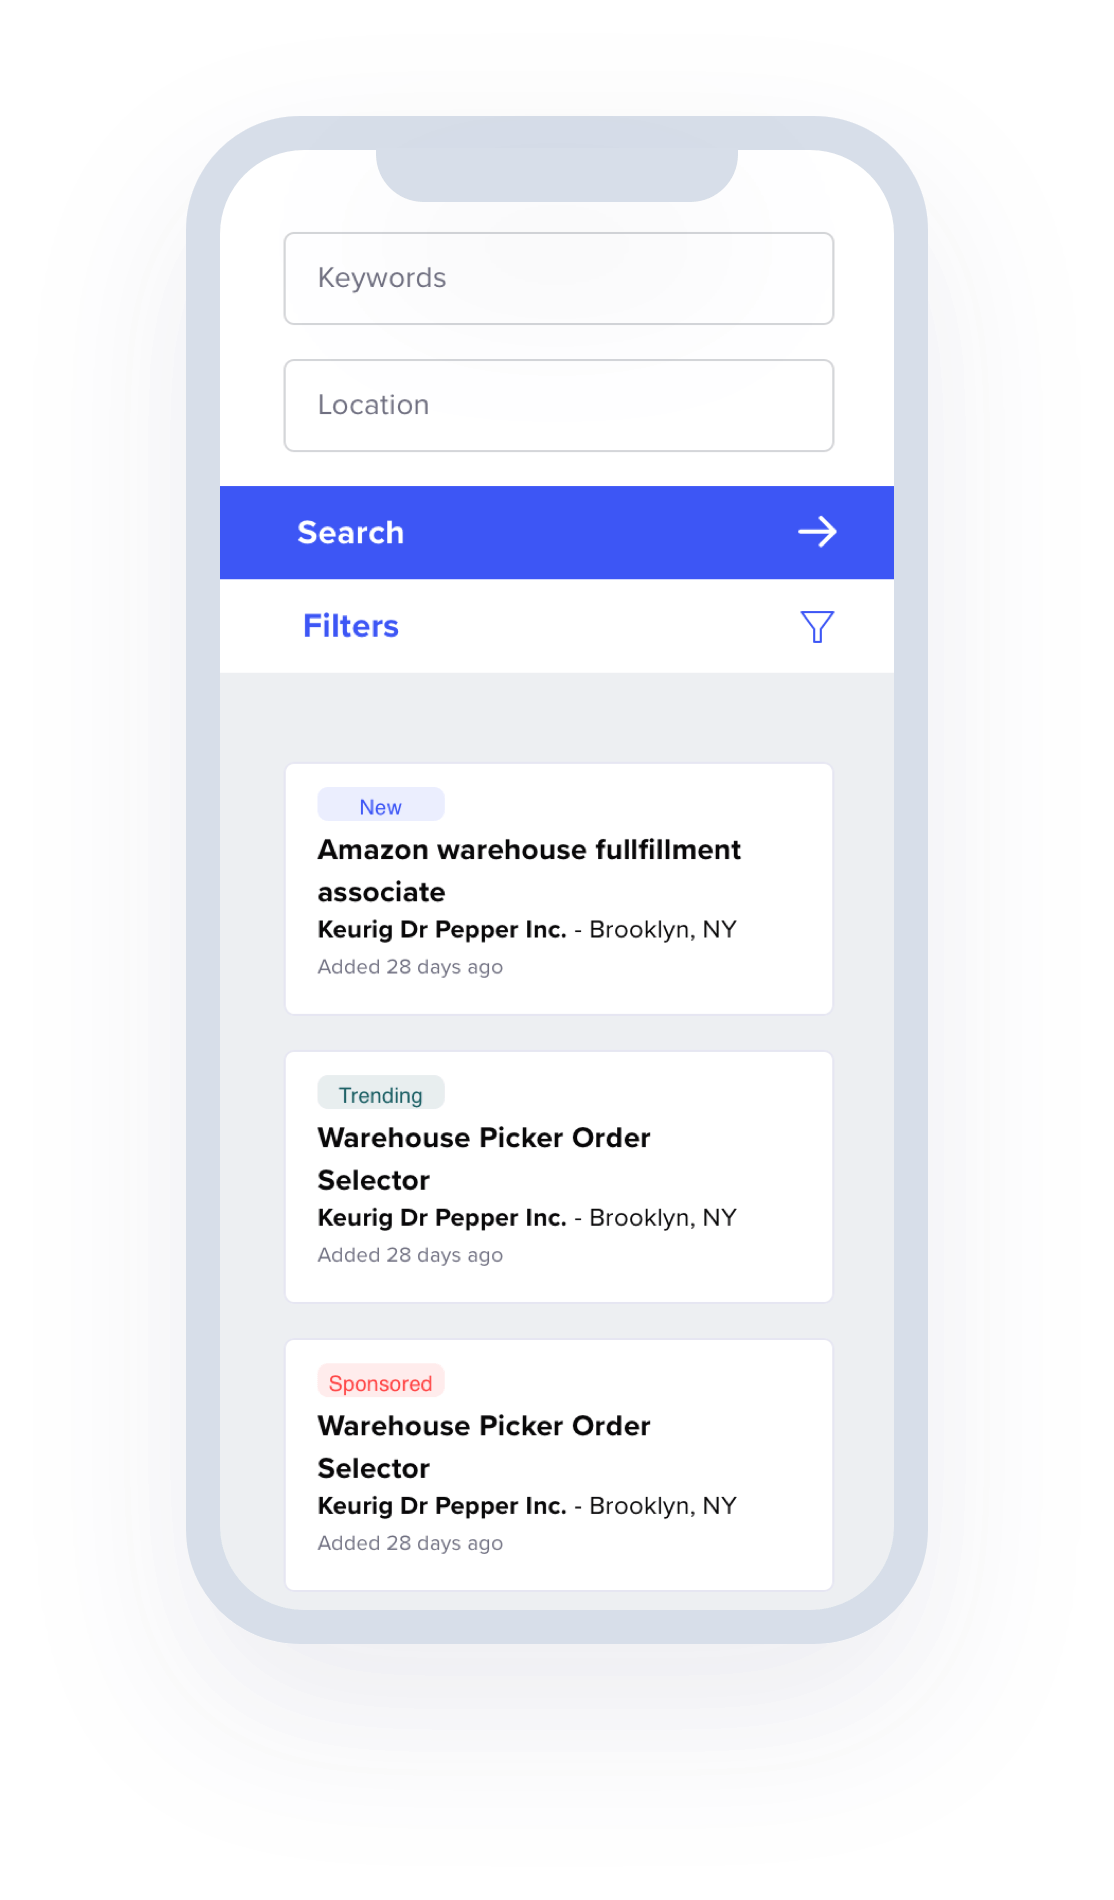 Keywords
Location
Search
Filters
New
Amazon warehouse fullfillment
associate
Keurig Dr Pepper Inc. - Brooklyn, NY
Added 28 days ago
Trending
Warehouse Picker Order
Selector
Keurig Dr Pepper Inc. - Brooklyn, NY
Added 28 days ago
Sponsored
Warehouse Picker Order
Selector
Keurig Dr Pepper Inc. - Brooklyn, NY
Added 28 days ago